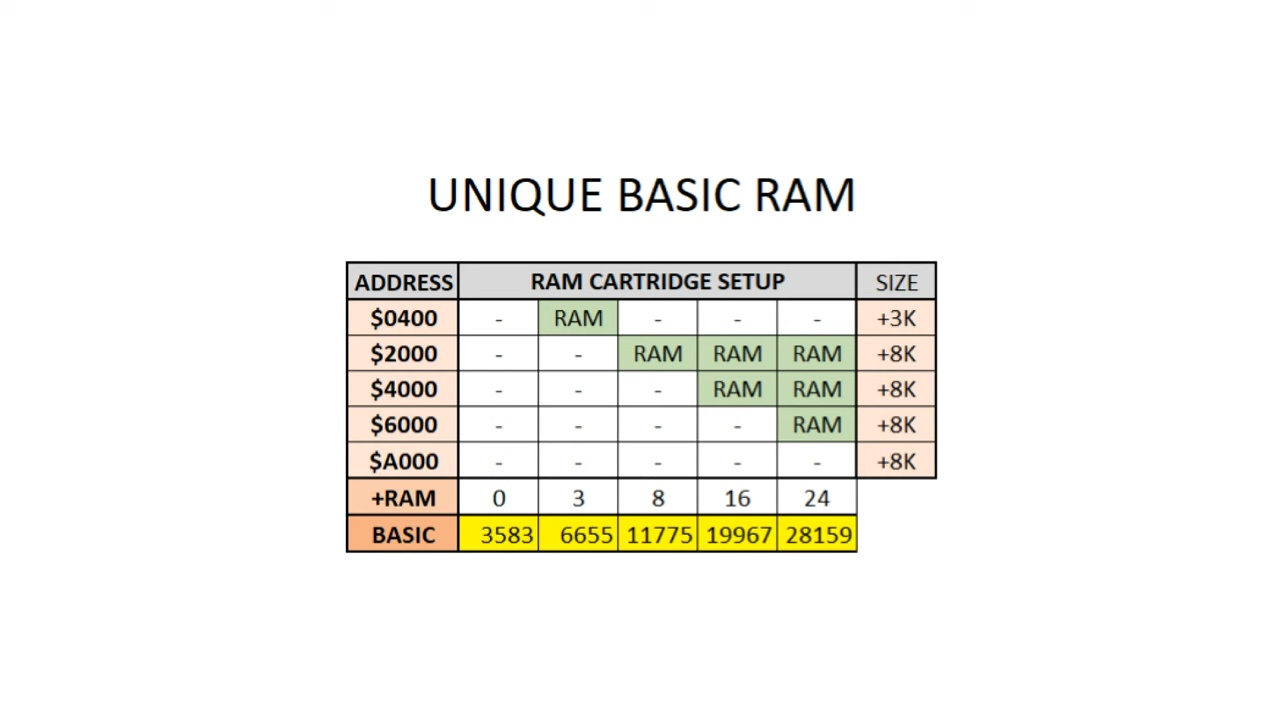 UNIQUE BASIC RAM
ADDRESS RAM CARTRIDGE SETUP SIZE
$0400 - RAM - - - +3K
$2000 - - RAM RAM RAM +8K
$4000 - - - RAM RAM +8K
$6000 - - - - RAM +8K
$A000 - - - - - +8K
+RAM 0 3 8 16 24
BASIC 3583 6655 11775 19967 28159